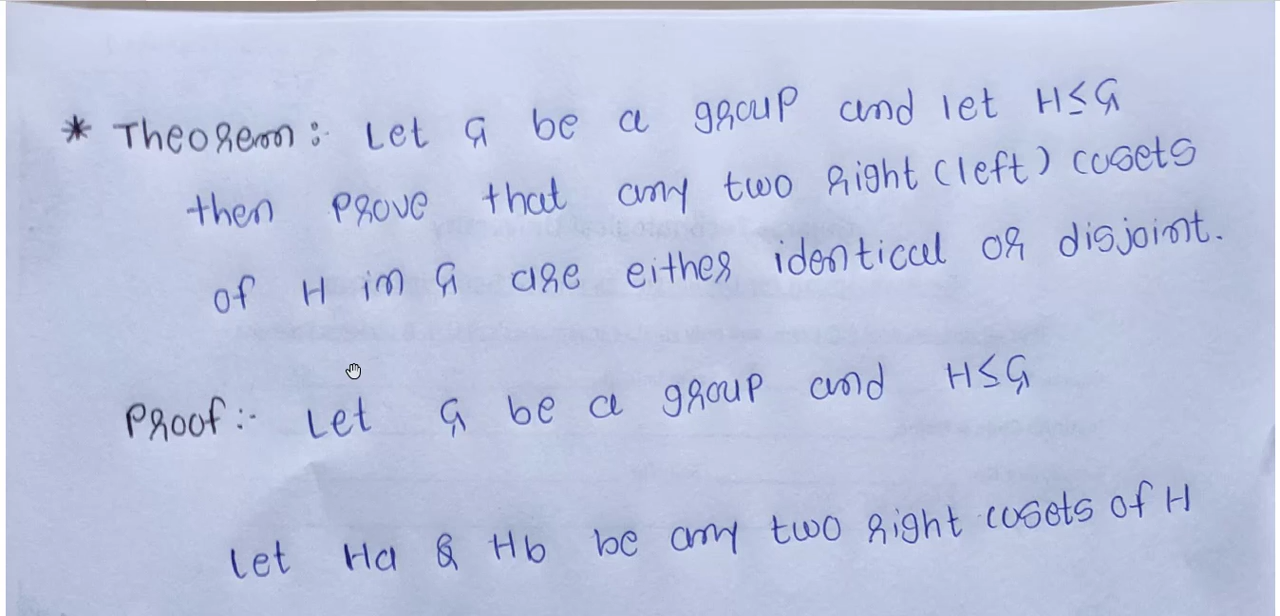 * Theorem :- Let G be a group and let H≤G
then prove that any two right (left) cosets
of H in G are either identical or disjoint.
Proof :- Let G be a group and H≤G
Let Ha & Hb be any two right cosets of H